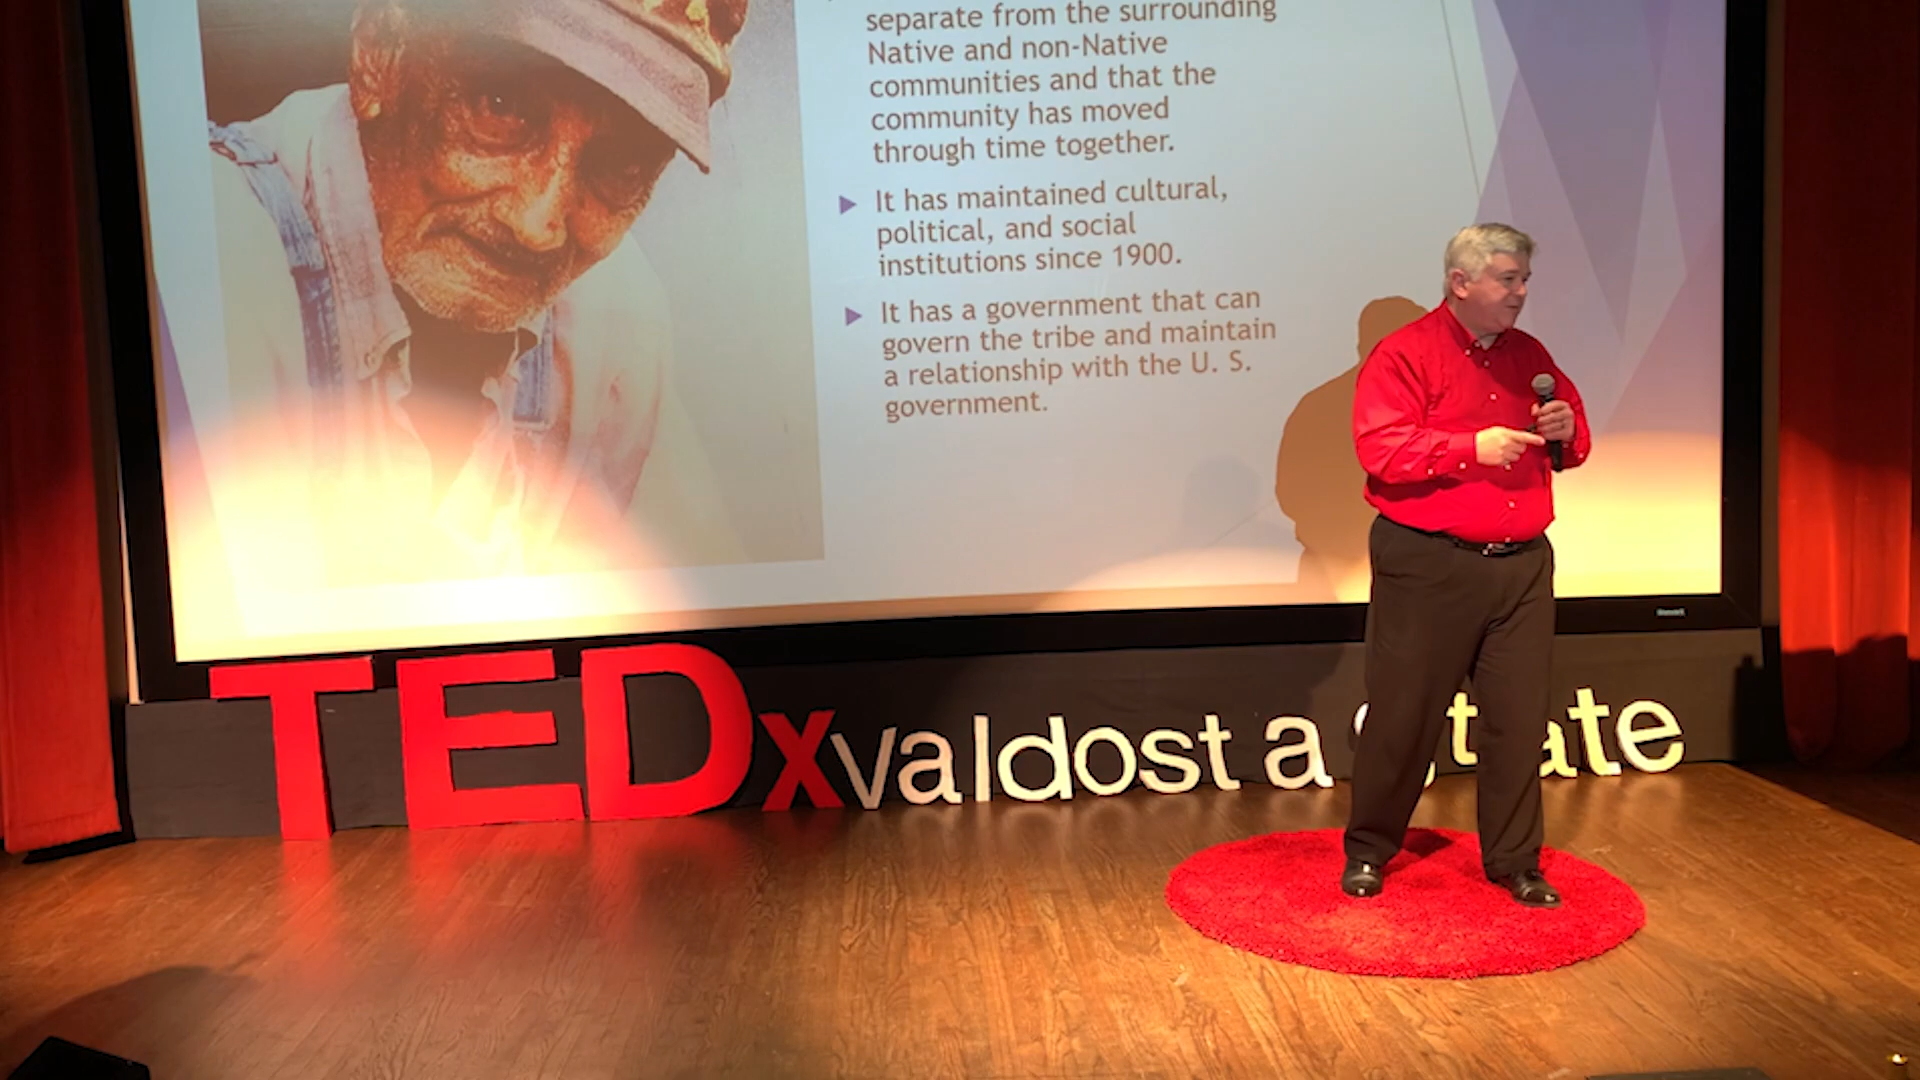 separate from the surrounding
Native and non-Native
communities and that the
community has moved
through time together.
It has maintained cultural,
political, and social
institutions since 1900.
It has a government that can
govern the tribe and maintain
a relationship with the U. S.
government.
TEDxvaldosta